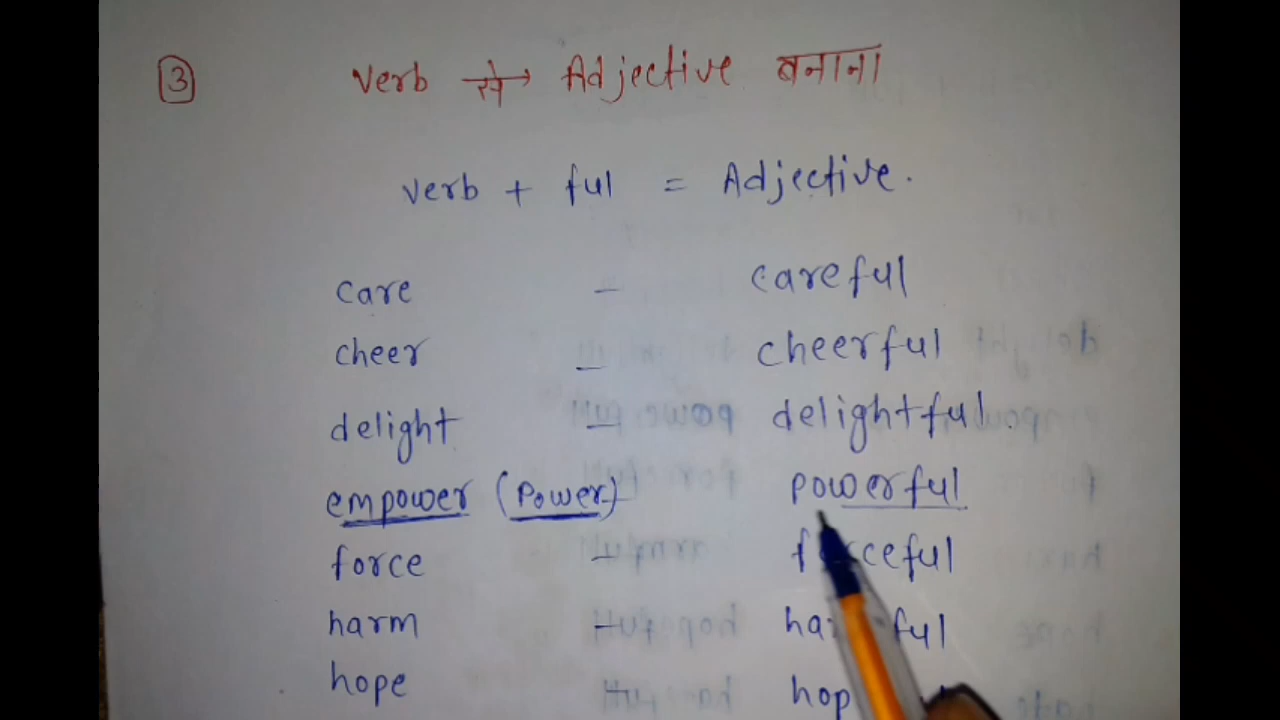 3 Verb से → Adjective बनाना
verb + ful = Adjective.
care - careful
cheer - cheerful
delight - delightful
empower (Power) powerful
force - forceful
harm -
hope